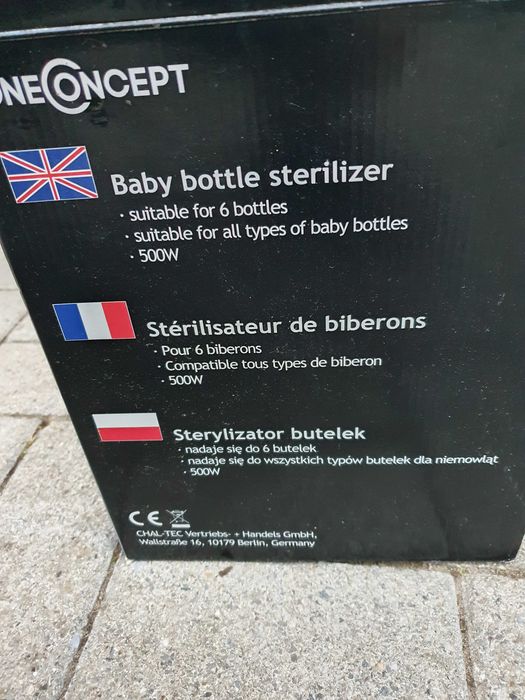 ONECONCEPT
Baby bottle sterilizer
· suitable for 6 bottles
· suitable for all types of baby bottles
· 500W
Stérilisateur de biberons
· Pour 6 biberons
· Compatible tous types de biberon
· 500W
Sterylizator butelek
· nadaje się do 6 butelek
· nadaje się do wszystkich typów butelek dla niemowląt
· 500W
CE
CHAL-TEC Vertriebs- + Handels GmbH,
Wallstraße 16, 10179 Berlin, Germany